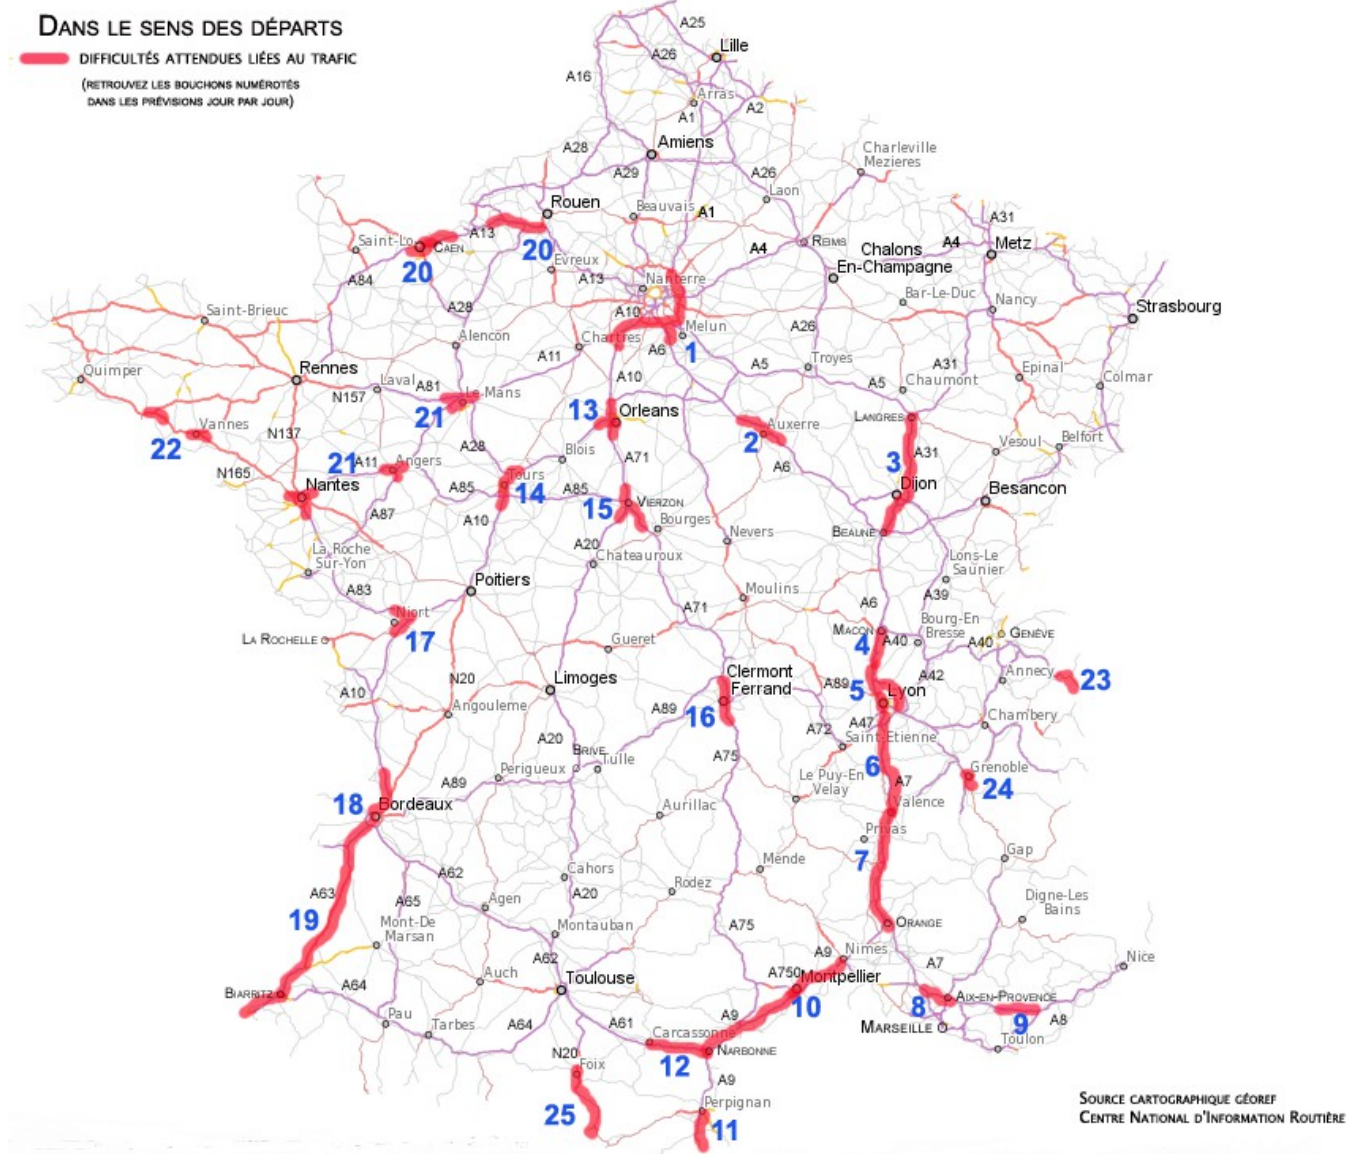 DANS LE SENS DES DÉPARTS
DIFFICULTÉS ATTENDUES LIÉES AU TRAFIC
(RETROUVEZ LES BOUCHONS NUMÉROTÉS
DANS LES PRÉVISIONS JOUR PAR JOUR)
A25
Lille
A26
A16
Arras
A2
A1
Amiens
A28
A29
Charleville
Mezieres
A26
Laon
Rouen
Beauvais
A1
A31
Saint-Lo
CAEN
A13
20
20
REIMS
A4
Chalons
En-Champagne
A4
Metz
Evreux
A13
Nanterre
A84
A28
A10
Bar-Le-Duc
Nancy
Strasbourg
Saint-Brieuc
Alencon
Chartres
A6
Melun
1
A26
A11
A5
Troyes
A31
Epinal
Quimper
Rennes
Laval
A81
N157
Le Mans
21
A10
A5
Chaumont
Colmar
13
Orleans
LANGRES
22
Vannes
N137
A28
2
Auxerre
A31
Vesoul
Belfort
N165
21
A11
Angers
Blois
A71
A6
3
Nantes
Tours
14
A85
A85
15
VIERZON
Dijon
Besancon
A87
A10
Bourges
Nevers
BEAUNE
La Roche
Sur-Yon
A20
Chateauroux
Lons-Le
Saunier
A83
Poitiers
Moulins
A39
A6
Niort
17
A71
MACON
4
A40
Bourg-En
Bresse
A40
GENÈVE
LA ROCHELLE
Gueret
N20
Limoges
Clermont
Ferrand
A89
5
Lyon
A42
Annecy
23
A10
Angouleme
A89
16
A72
A47
Saint-Etienne
Chambery
A20
BRIVE
Tulle
A75
6
Grenoble
24
Perigueux
A89
Le Puy-En
Velay
A7
Valence
18
Bordeaux
Aurillac
Privas
7
Gap
A62
Cahors
Mende
A63
A65
Agen
A20
Rodez
Digne-Les
Bains
19
Mont-De
Marsan
Montauban
A75
ORANGE
A62
A9
Nimes
Nice
BIARRITZ
A64
Auch
Toulouse
A750
Montpellier
10
A7
8
AIX-EN-PROVENCE
9
A8
Pau
Tarbes
A64
A61
Carcassonne
A9
MARSEILLE
Toulon
N20
Foix
12
NARBONNE
A9
25
Perpignan
11
SOURCE CARTOGRAPHIQUE GÉOREF
CENTRE NATIONAL D'INFORMATION ROUTIÈRE